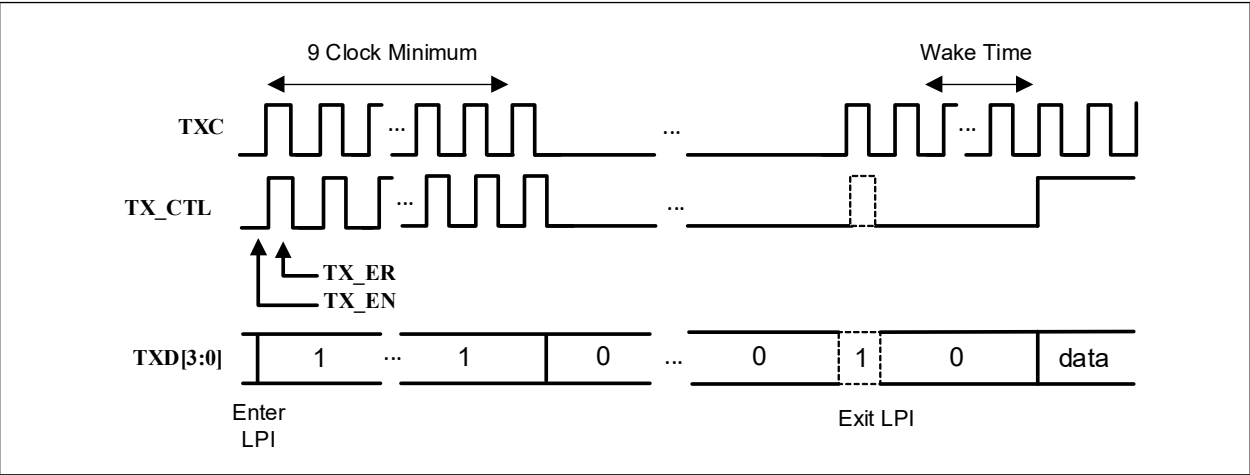 9 Clock Minimum Wake Time
TXC ... ... ...
TX_CTL ... ...
TX_ER
TX_EN
TXD[3:0] 1 ... 1 0 ... 0 1 0 data
Enter
LPI
Exit LPI